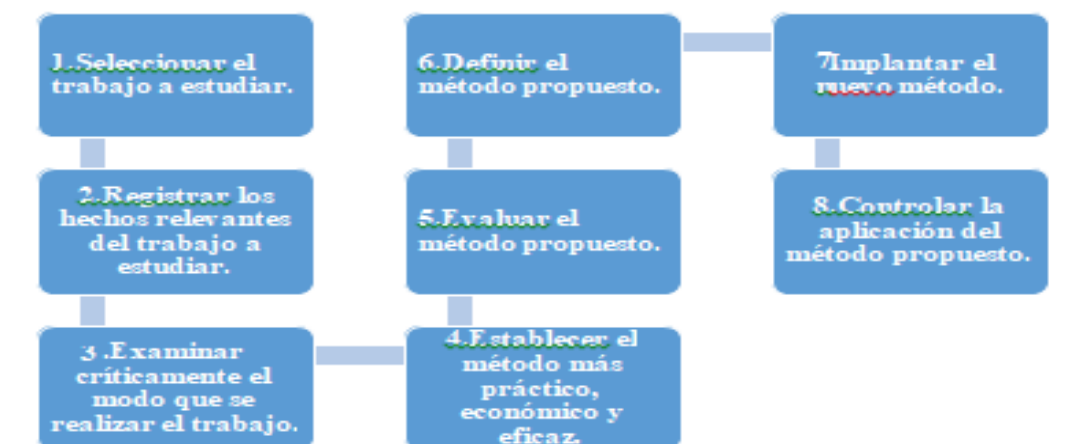 1.Seleccionar el
trabajo a estudiar.
2.Registrar los
hechos relevantes
del trabajo a
estudiar.
3 .Examinar
críticamente el
modo que se
realizar el trabajo.
4.Establecer el
método más
práctico,
económico y
eficaz.
5.Evaluar el
método propuesto.
6.Definir el
método propuesto.
7Implantar el
nuevo método.
8.Controlar la
aplicación del
método propuesto.